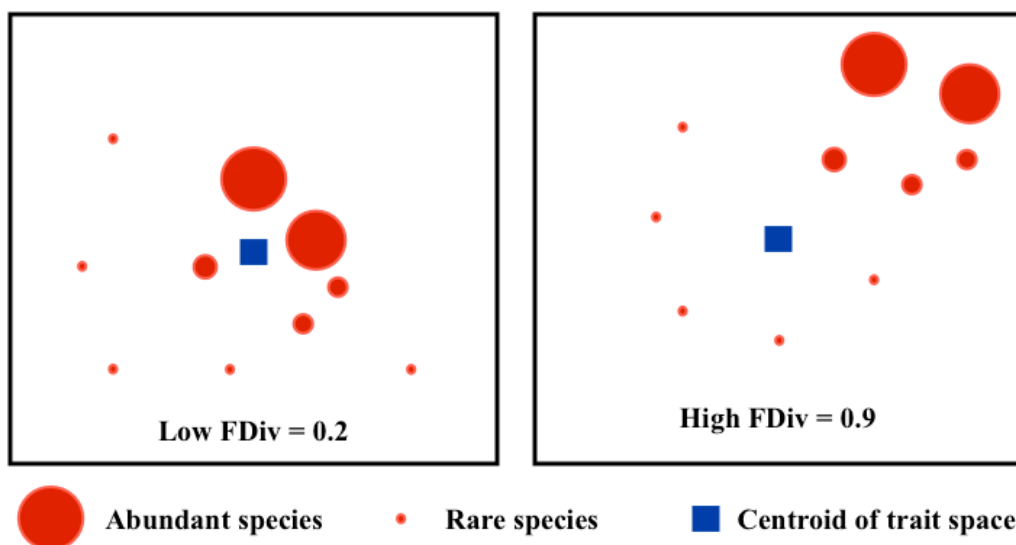 Low FDiv = 0.2
High FDiv = 0.9
Abundant species
Rare species
Centroid of trait space